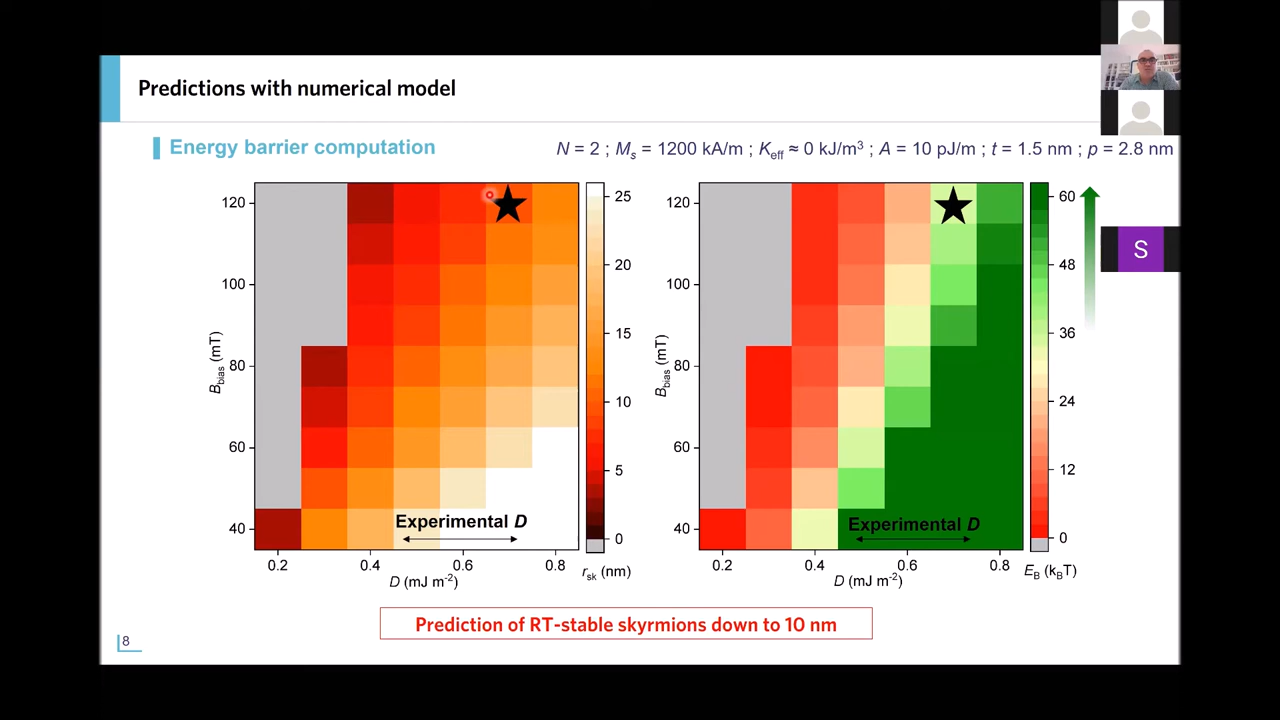 Predictions with numerical model
Energy barrier computation
N = 2 ; Ms = 1200 kA/m ; Keff ≈ 0 kJ/m³ ; A = 10 pJ/m ; t = 1.5 nm ; p = 2.8 nm
120
100
80
60
40
Bbias (mT)
0.2 0.4 0.6 0.8
D (mJ m⁻²)
Experimental D
25
20
15
10
5
0
rsk (nm)
120
100
80
60
40
Bbias (mT)
0.2 0.4 0.6 0.8
D (mJ m⁻²)
Experimental D
60
48
36
24
12
0
EB (kBT)
S
Prediction of RT-stable skyrmions down to 10 nm
8